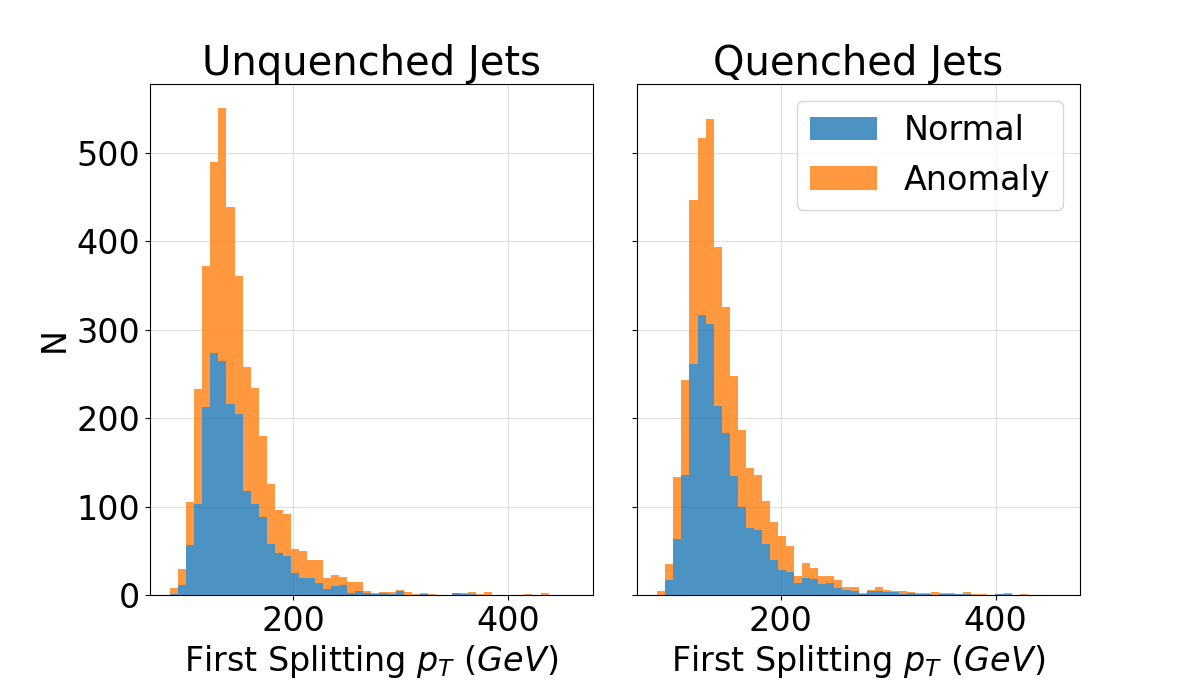 Unquenched Jets
Quenched Jets
Normal
Anomaly
N
500
400
300
200
100
0
200
400
200
400
First Splitting $p_T$ ($GeV$)
First Splitting $p_T$ ($GeV$)